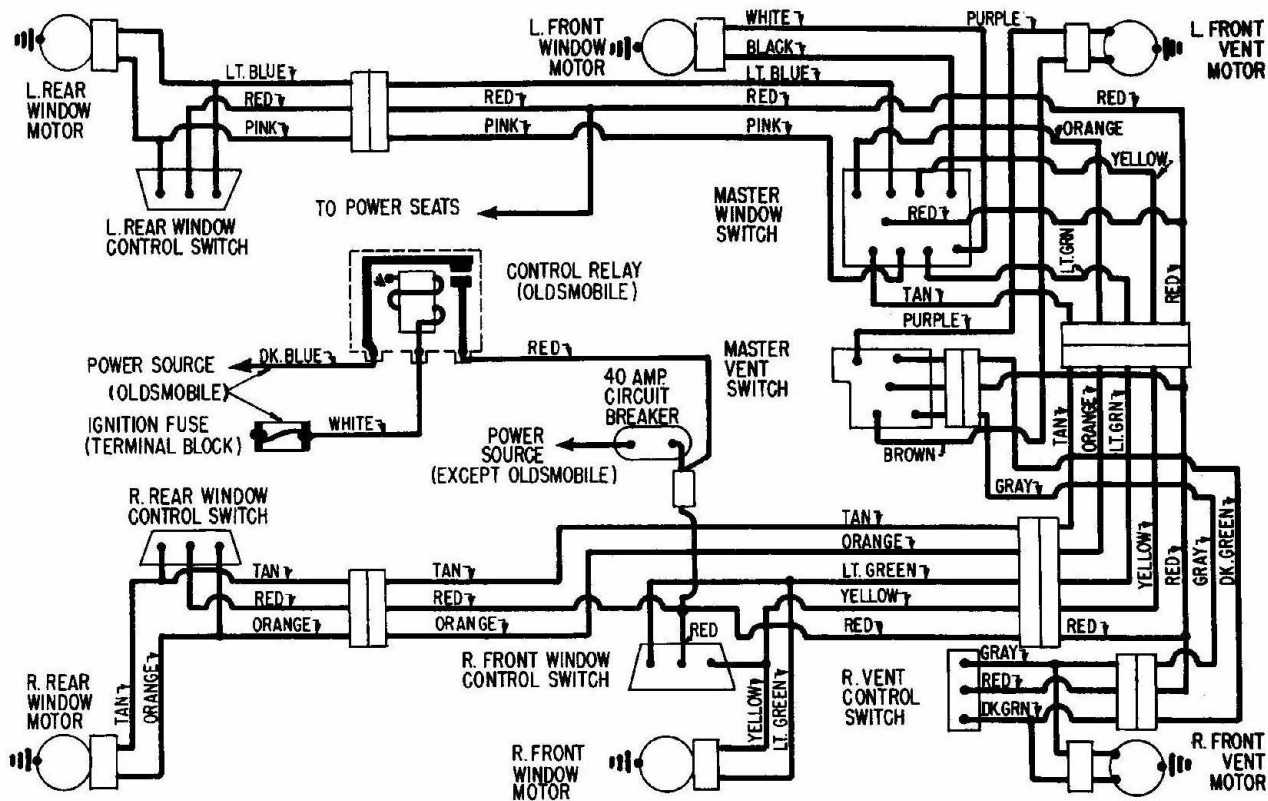 WHITE
PURPLE
L. FRONT
WINDOW
MOTOR
L. FRONT
VENT
MOTOR
BLACK
L. REAR
WINDOW
MOTOR
LT. BLUE
LT. BLUE
RED
RED
RED
RED
PINK
PINK
PINK
ORANGE
YELLOW
L. REAR WINDOW
CONTROL SWITCH
TO POWER SEATS
MASTER
WINDOW
SWITCH
RED
LT. GRN
RED
TAN
CONTROL RELAY
(OLDSMOBILE)
PURPLE
POWER SOURCE
(OLDSMOBILE)
DK. BLUE
RED
MASTER
VENT
SWITCH
40 AMP.
CIRCUIT
BREAKER
IGNITION FUSE
(TERMINAL BLOCK)
WHITE
POWER
SOURCE
(EXCEPT OLDSMOBILE)
BROWN
TAN
ORANGE
LT. GRN
GRAY
R. REAR WINDOW
CONTROL SWITCH
TAN
ORANGE
LT. GREEN
YELLOW
RED
YELLOW
RED
GRAY
DK. GREEN
TAN
TAN
RED
ORANGE
ORANGE
RED
RED
R. FRONT WINDOW
CONTROL SWITCH
GRAY
RED
DK. GRN
R. VENT
CONTROL
SWITCH
R. REAR
WINDOW
MOTOR
TAN
ORANGE
YELLOW
LT. GREEN
R. FRONT
WINDOW
MOTOR
R. FRONT
VENT
MOTOR